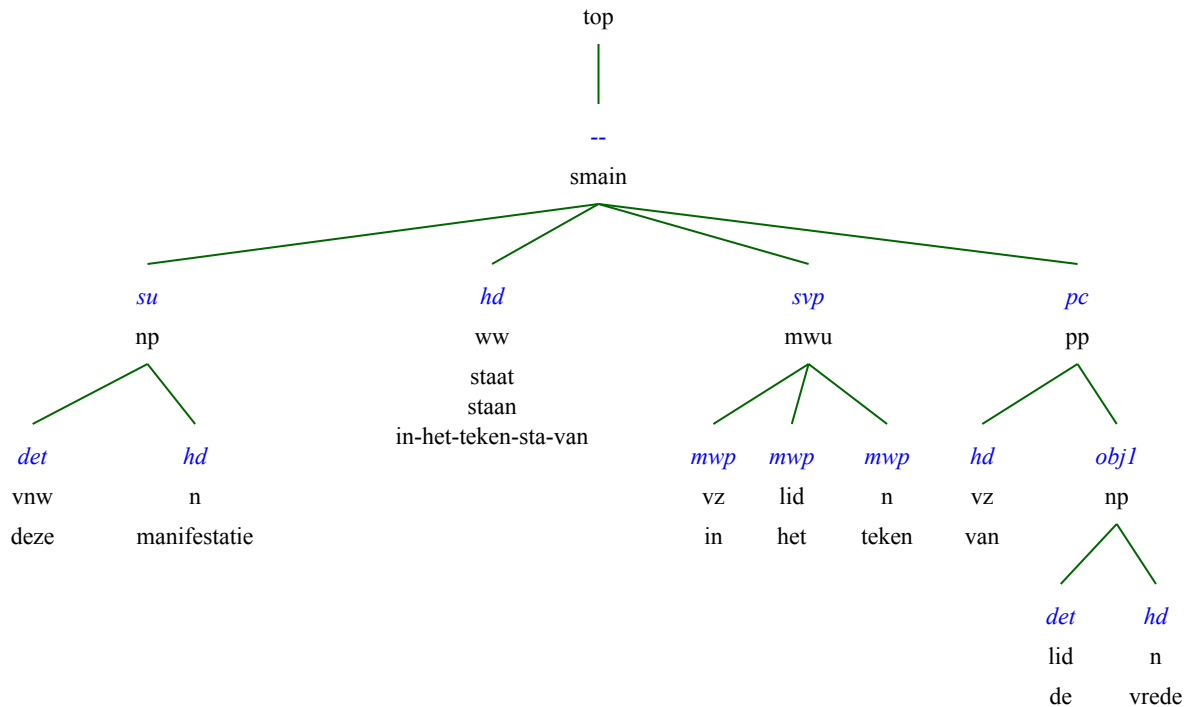 top
--
smain
su hd svp pc
np ww mwu pp
staat
staan
in-het-teken-sta-van
det hd mwp mwp mwp hd obj1
vnw n vz lid n vz np
deze manifestatie in het teken van
det hd
lid n
de vrede